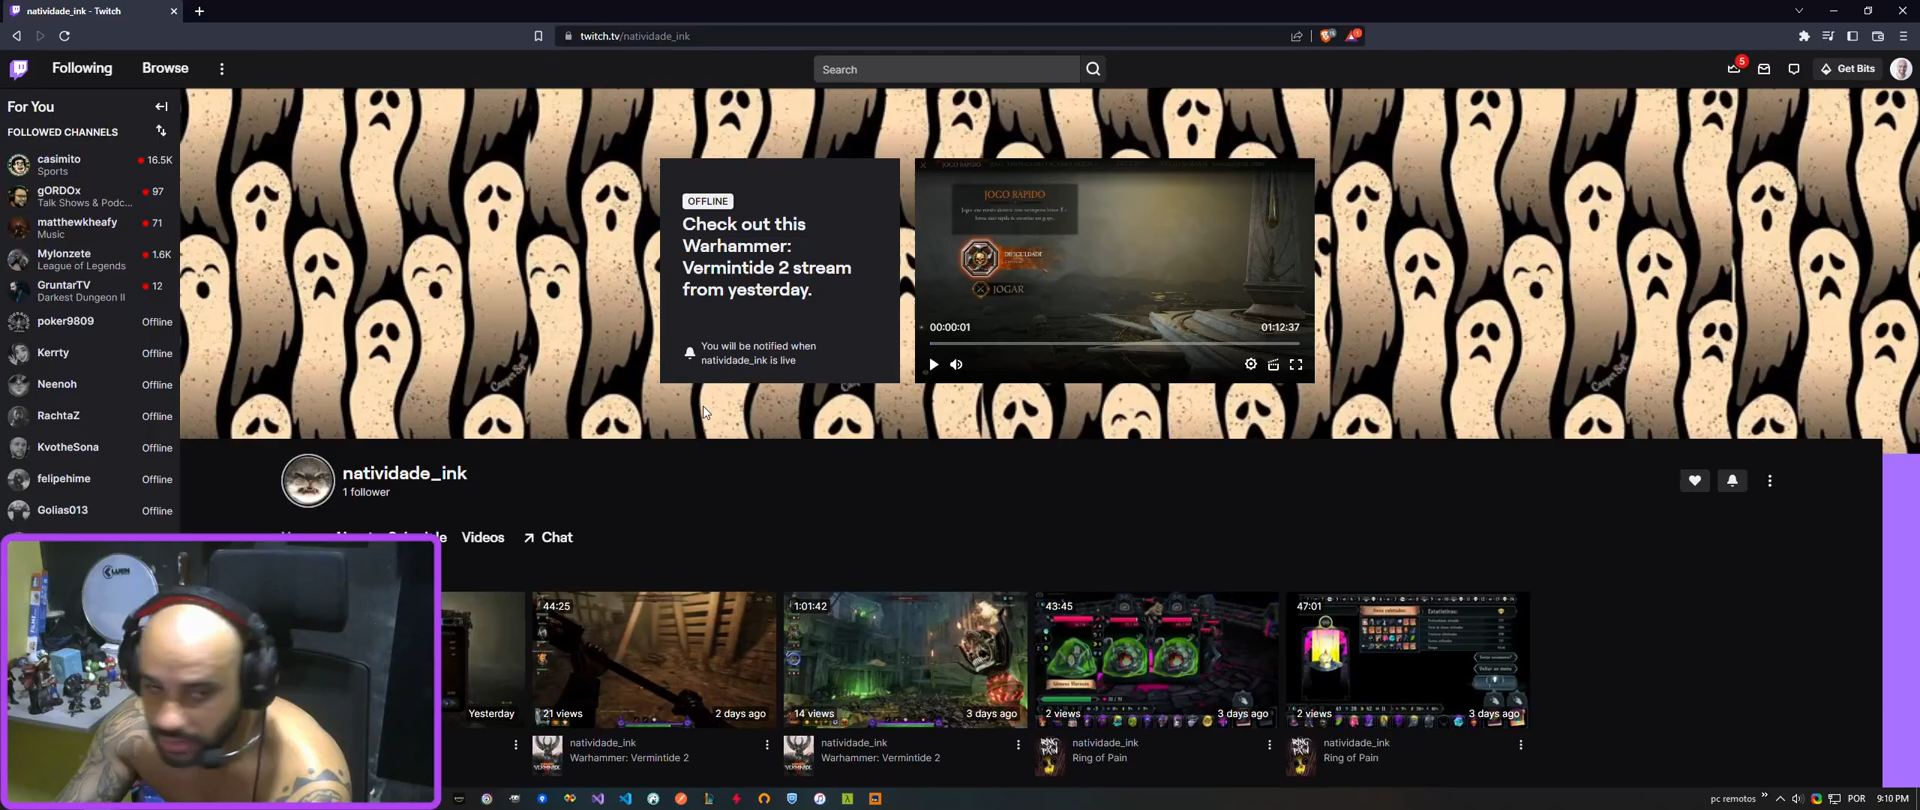 natividade_ink - Twitch
twitch.tv/natividade_ink
Following
Browse
Search
5
Get Bits
For You
FOLLOWED CHANNELS
casimito
16.5K
Sports
gORDOx
97
Talk Shows & Podc...
matthewkheafy
71
Music
Mylonzete
1.6K
League of Legends
GruntarTV
12
Darkest Dungeon II
poker9809
Offline
Kerrty
Offline
Neenoh
Offline
RachtaZ
Offline
KvotheSona
Offline
felipehime
Offline
Golias013
Offline
OFFLINE
Check out this
Warhammer:
Vermintide 2 stream
from yesterday.
You will be notified when
natividade_ink is live
JOGO RÁPIDO
DIFICULDADE
JOGAR
00:00:01
01:12:37
natividade_ink
1 follower
Videos
Chat
Yesterday
44:25
21 views
2 days ago
natividade_ink
Warhammer: Vermintide 2
1:01:42
14 views
3 days ago
natividade_ink
Warhammer: Vermintide 2
43:45
2 views
3 days ago
natividade_ink
Ring of Pain
47:01
2 views
3 days ago
natividade_ink
Ring of Pain
LUEN
pc remotos
POR
9:10 PM